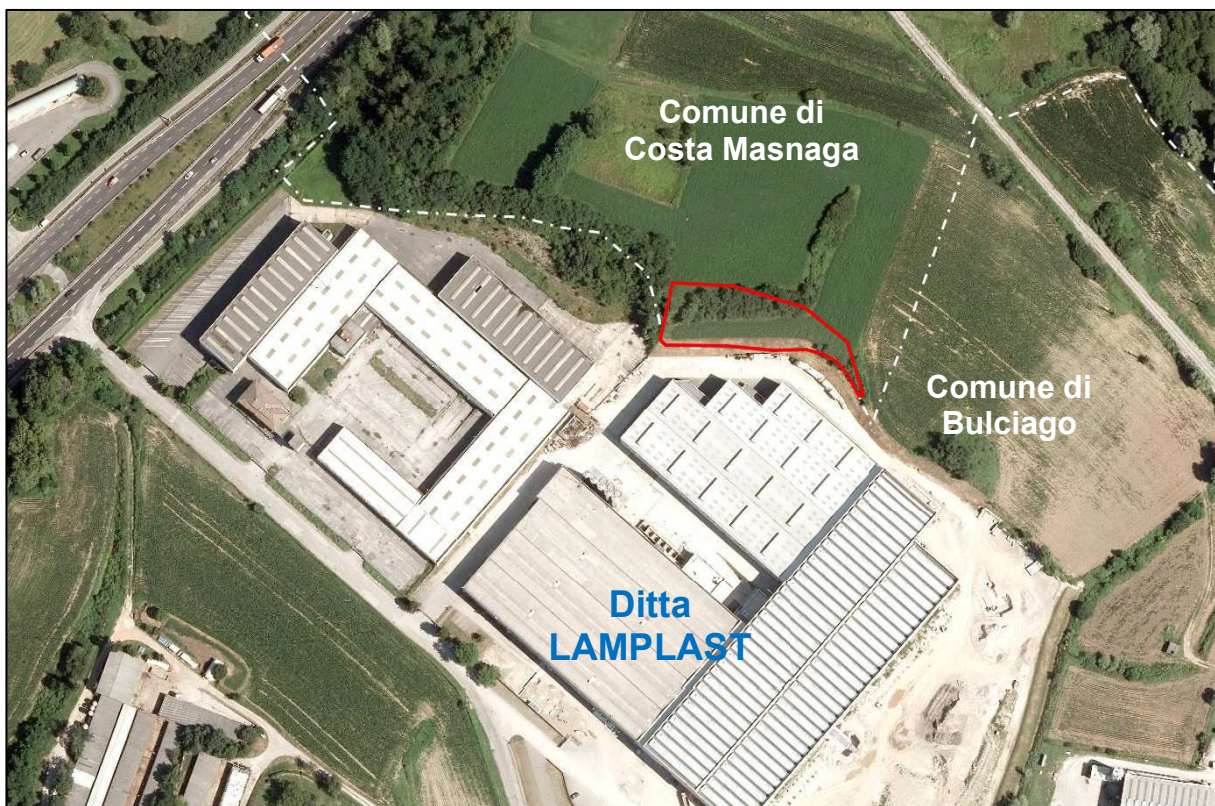 Comune di
Costa Masnaga
Comune di
Bulciago
Ditta
LAMPLAST